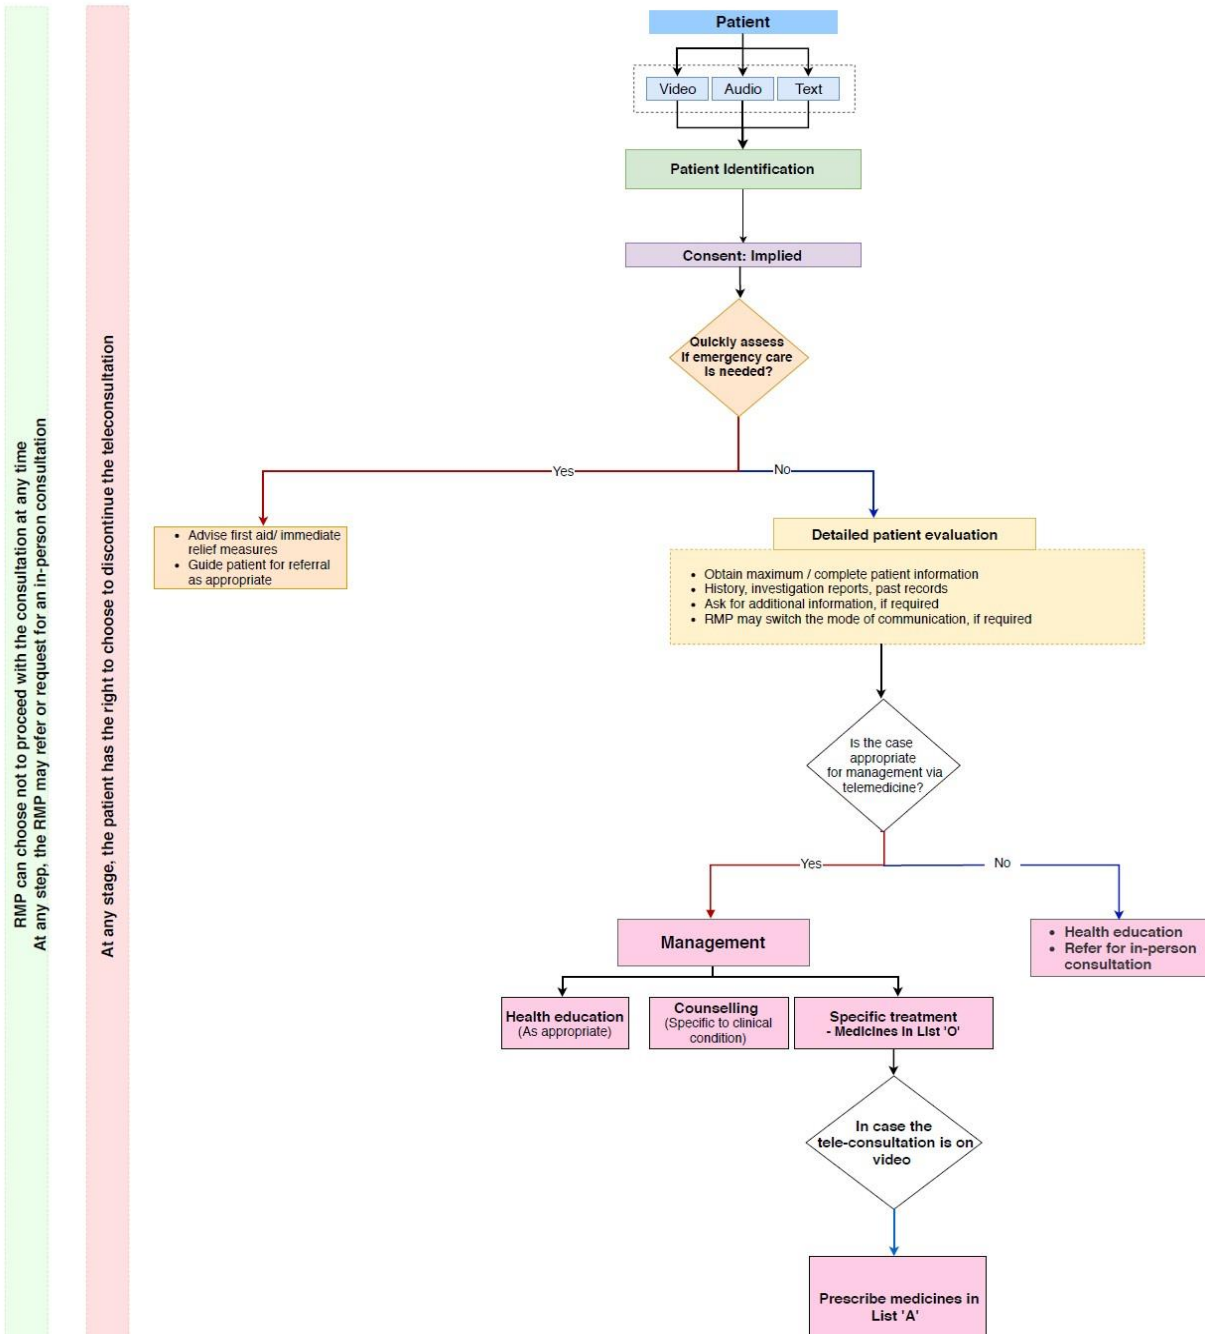 RMP can choose not to proceed with the consultation at any time
At any step, the RMP may refer or request for an in-person consultation
At any stage, the patient has the right to choose to discontinue the teleconsultation
Patient
Video
Audio
Text
Patient Identification
Consent: Implied
Quickly assess
if emergency care
is needed?
Yes
No
• Advise first aid/ immediate
relief measures
• Guide patient for referral
as appropriate
Detailed patient evaluation
• Obtain maximum / complete patient information
• History, investigation reports, past records
• Ask for additional information, if required
• RMP may switch the mode of communication, if required
Is the case
appropriate
for management via
telemedicine?
Yes
No
Management
• Health education
• Refer for in-person
consultation
Health education
(As appropriate)
Counselling
(Specific to clinical
condition)
Specific treatment
- Medicines in List 'O'
In case the
tele-consultation is on
video
Prescribe medicines in
List 'A'